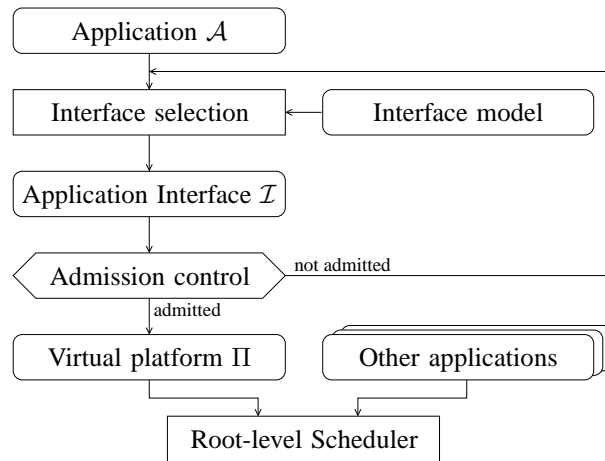 Application 𝒜
Interface selection
Interface model
Application Interface ℐ
Admission control
not admitted
admitted
Virtual platform Π
Other applications
Root-level Scheduler